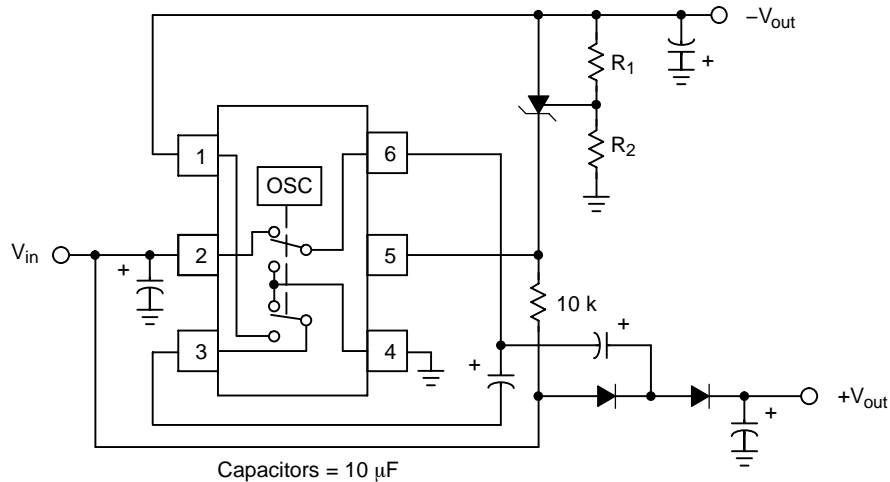 −Vout
R1
+
R2
1
6
OSC
Vin
2
5
+
10 k
+
3
4
+
+Vout
+
Capacitors = 10 μF